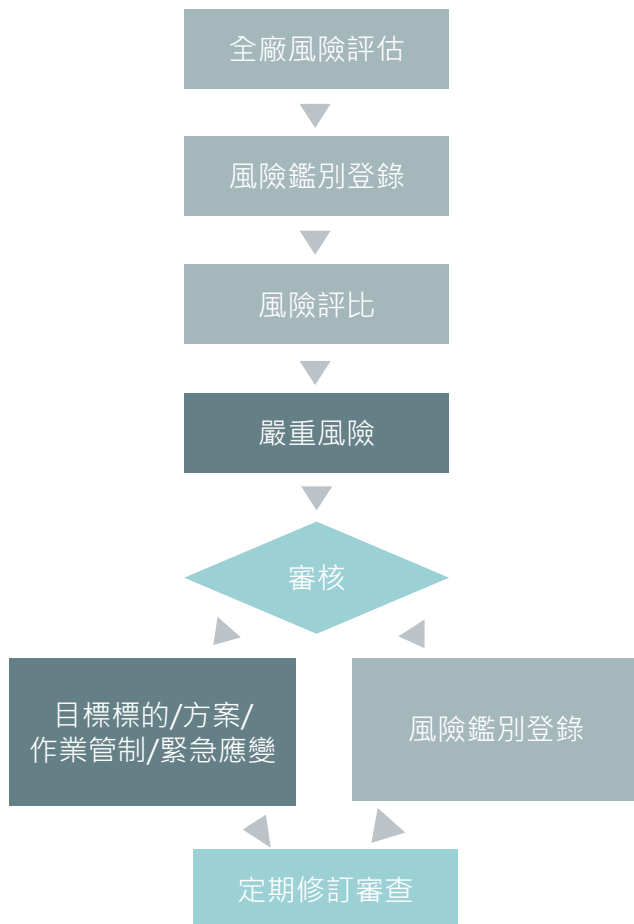 全廠風險評估
風險鑑別登錄
風險評比
嚴重風險
審核
目標標的/方案/
作業管制/緊急應變
風險鑑別登錄
定期修訂審查